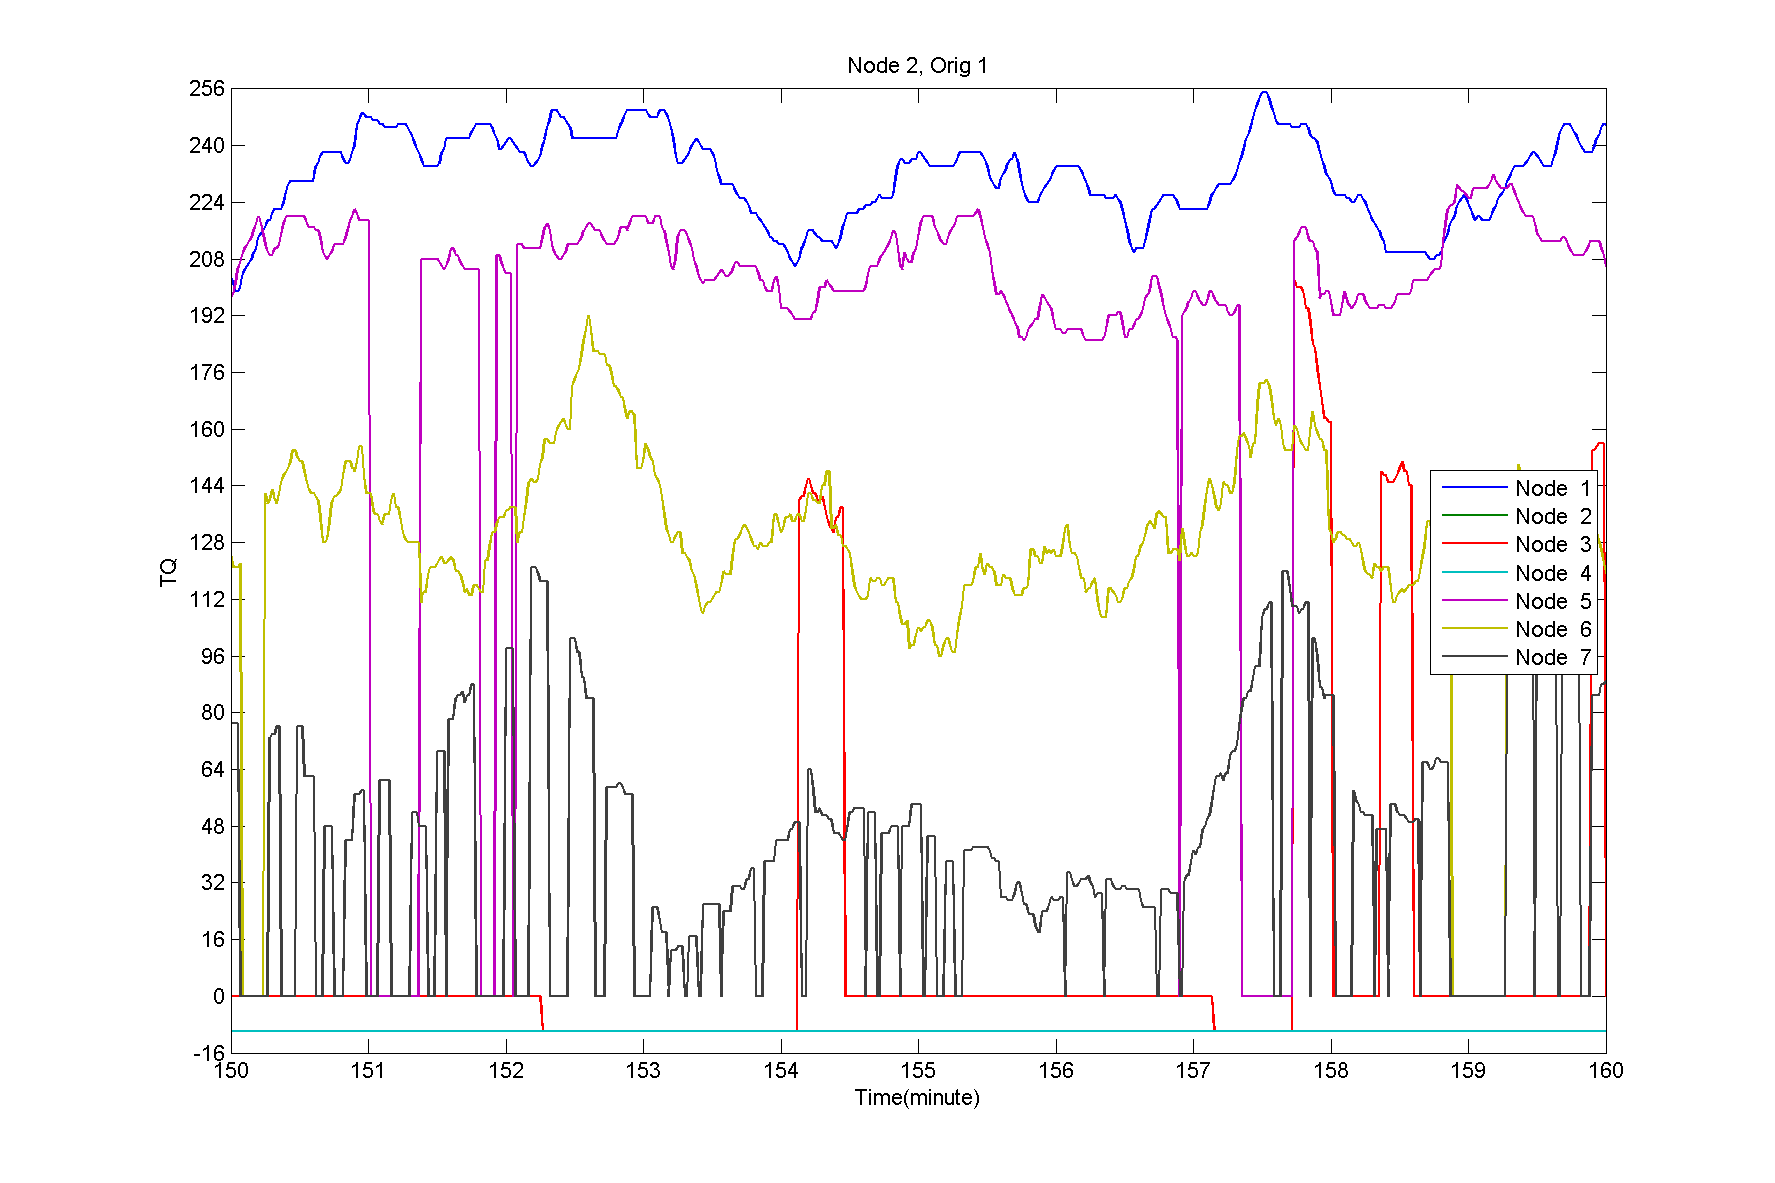 Node 2, Orig 1
256
240
224
208
192
176
160
144
128
112
96
80
64
48
32
16
0
-16
TQ
Node 1
Node 2
Node 3
Node 4
Node 5
Node 6
Node 7
150 151 152 153 154 155 156 157 158 159 160
Time(minute)